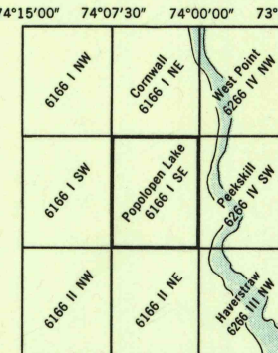 74°15'00" 74°07'30" 74°00'00" 73°
6166 I NW
Cornwall
6166 I NE
West Point
6266 IV NW
6166 I SW
Popolopen Lake
6166 I SE
Peekskill
6266 IV SW
6166 II NW
6166 II NE
Haverstraw
6266 III NW